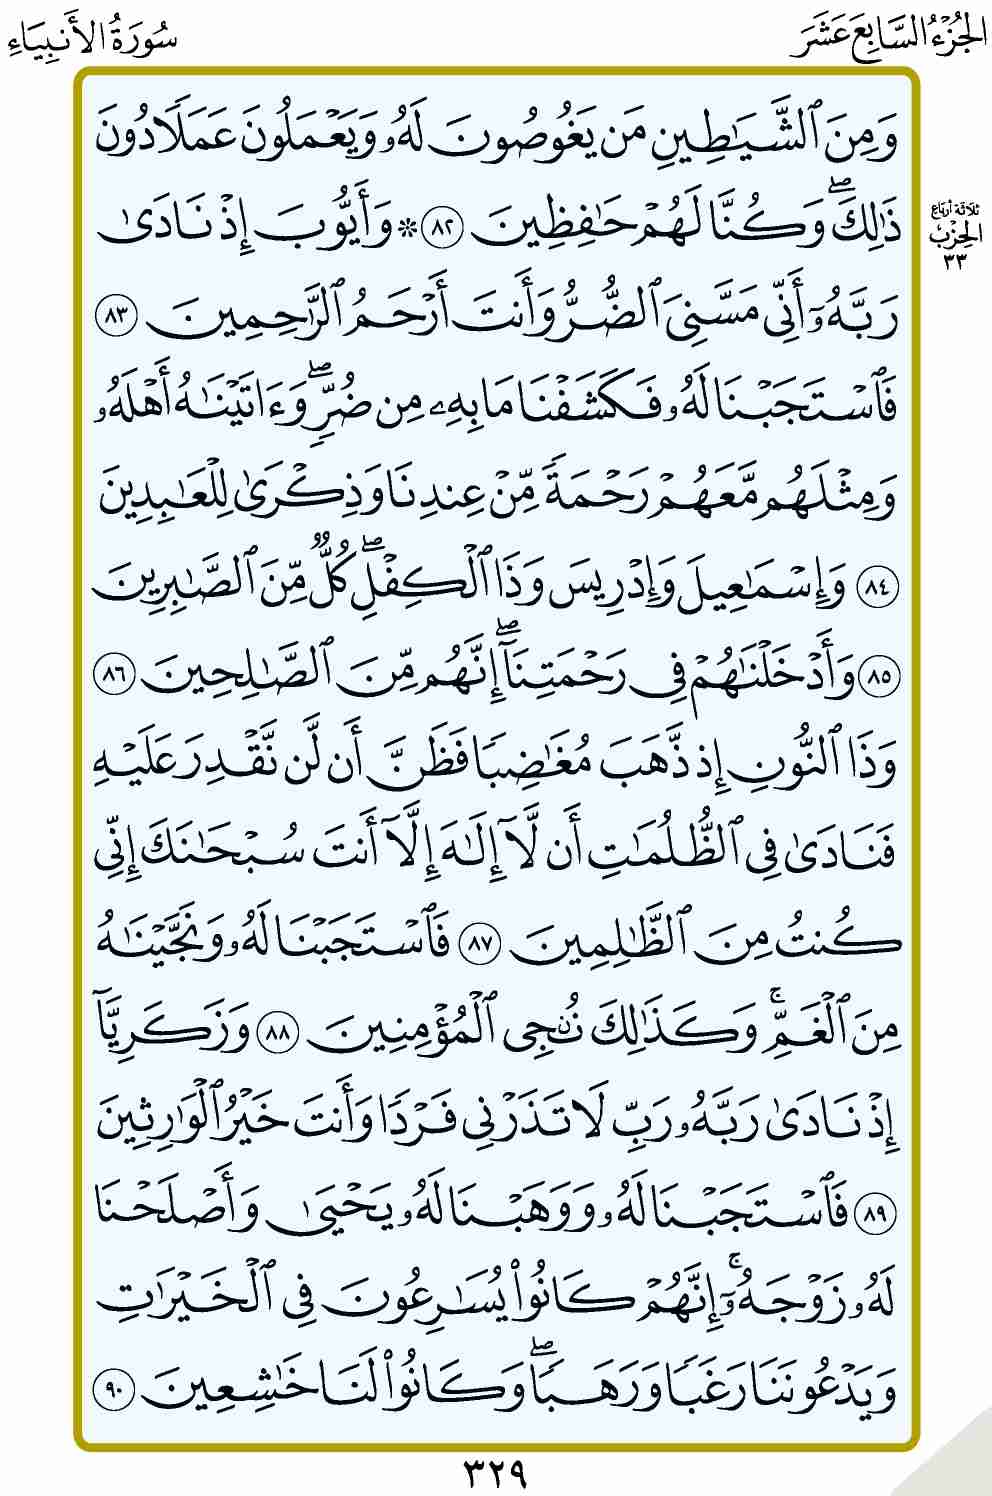 الجُزْءُ السَّابِعَ عَشَرَ
سُورَةُ الأَنبِيَاءِ
وَمِنَ ٱلشَّيَـٰطِينِ مَن يَغُوصُونَ لَهُۥ وَيَعْمَلُونَ عَمَلًا دُونَ
ذَٰلِكَۖ وَكُنَّا لَهُمْ حَـٰفِظِينَ ٨٢ ۞ وَأَيُّوبَ إِذْ نَادَىٰ
ثلاثة أرباع
الحِزْب
٣٣
رَبَّهُۥٓ أَنِّى مَسَّنِىَ ٱلضُّرُّ وَأَنتَ أَرْحَمُ ٱلرَّٰحِمِينَ ٨٣
فَٱسْتَجَبْنَا لَهُۥ فَكَشَفْنَا مَا بِهِۦ مِن ضُرٍّۖ وَءَاتَيْنَـٰهُ أَهْلَهُۥ
وَمِثْلَهُم مَّعَهُمْ رَحْمَةً مِّنْ عِندِنَا وَذِكْرَىٰ لِلْعَـٰبِدِينَ
٨٤ وَإِسْمَـٰعِيلَ وَإِدْرِيسَ وَذَا ٱلْكِفْلِۖ كُلٌّ مِّنَ ٱلصَّـٰبِرِينَ
٨٥ وَأَدْخَلْنَـٰهُمْ فِى رَحْمَتِنَآۖ إِنَّهُم مِّنَ ٱلصَّـٰلِحِينَ ٨٦
وَذَا ٱلنُّونِ إِذ ذَّهَبَ مُغَـٰضِبًا فَظَنَّ أَن لَّن نَّقْدِرَ عَلَيْهِ
فَنَادَىٰ فِى ٱلظُّلُمَـٰتِ أَن لَّآ إِلَـٰهَ إِلَّآ أَنتَ سُبْحَـٰنَكَ إِنِّى
كُنتُ مِنَ ٱلظَّـٰلِمِينَ ٨٧ فَٱسْتَجَبْنَا لَهُۥ وَنَجَّيْنَـٰهُ
مِنَ ٱلْغَمِّۚ وَكَذَٰلِكَ نُـۨجِى ٱلْمُؤْمِنِينَ ٨٨ وَزَكَرِيَّآ
إِذْ نَادَىٰ رَبَّهُۥ رَبِّ لَا تَذَرْنِى فَرْدًا وَأَنتَ خَيْرُ ٱلْوَٰرِثِينَ
٨٩ فَٱسْتَجَبْنَا لَهُۥ وَوَهَبْنَا لَهُۥ يَحْيَىٰ وَأَصْلَحْنَا
لَهُۥ زَوْجَهُۥٓۚ إِنَّهُمْ كَانُوا۟ يُسَـٰرِعُونَ فِى ٱلْخَيْرَٰتِ
وَيَدْعُونَنَا رَغَبًا وَرَهَبًاۖ وَكَانُوا۟ لَنَا خَـٰشِعِينَ ٩٠
٣٢٩